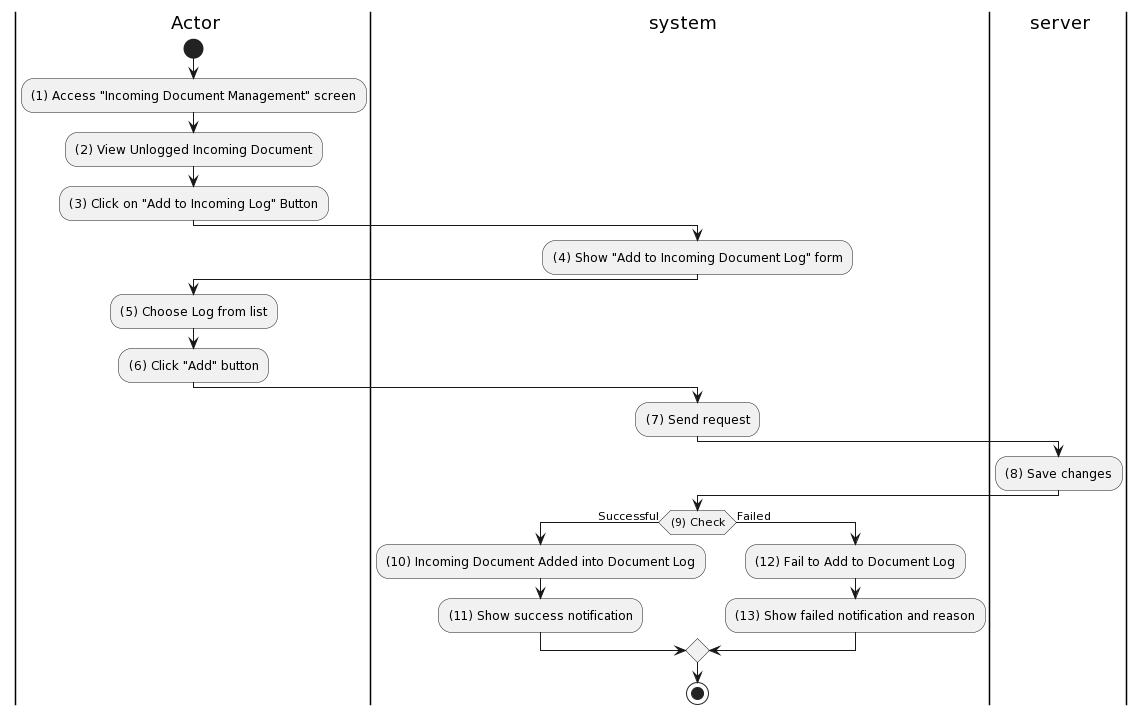 Actor
system
server
(1) Access "Incoming Document Management" screen
(2) View Unlogged Incoming Document
(3) Click on "Add to Incoming Log" Button
(4) Show "Add to Incoming Document Log" form
(5) Choose Log from list
(6) Click "Add" button
(7) Send request
(8) Save changes
Successful
(9) Check
Failed
(10) Incoming Document Added into Document Log
(12) Fail to Add to Document Log
(11) Show success notification
(13) Show failed notification and reason